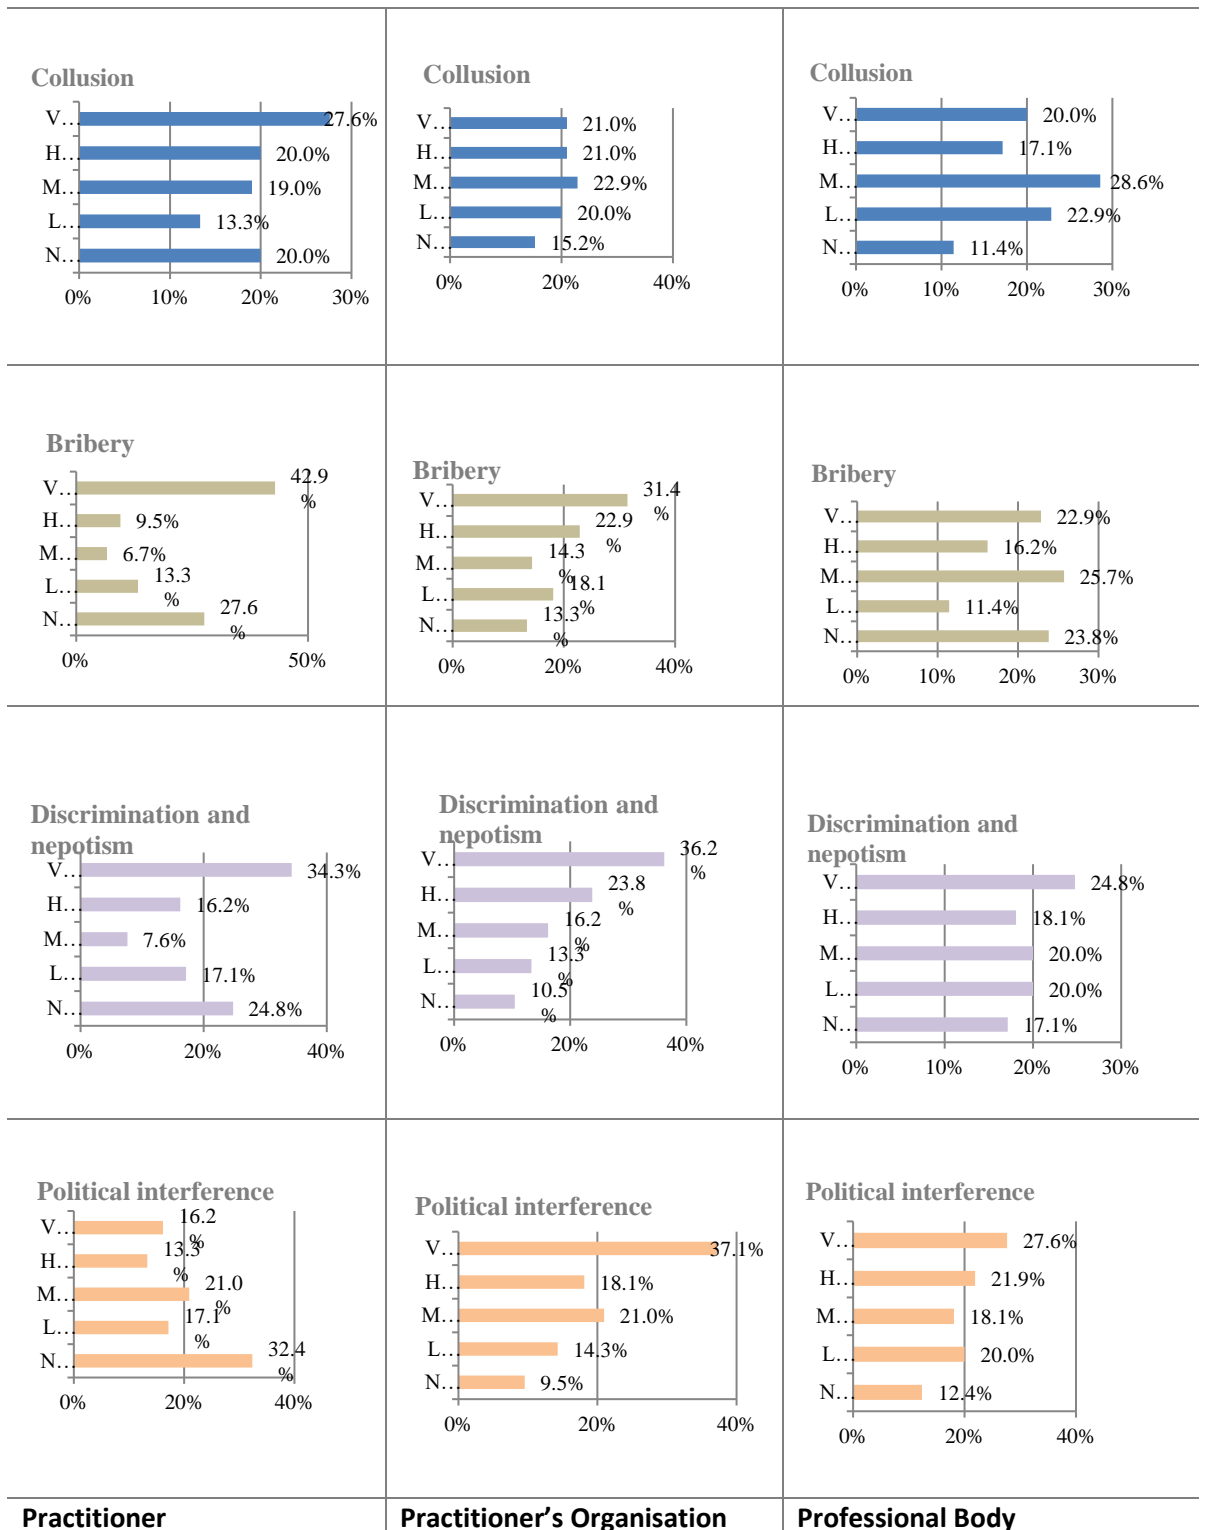 Collusion
V... 27.6%
H... 20.0%
M... 19.0%
L... 13.3%
N... 20.0%
0% 10% 20% 30%
Collusion
V... 21.0%
H... 21.0%
M... 22.9%
L... 20.0%
N... 15.2%
0% 20% 40%
Collusion
V... 20.0%
H... 17.1%
M... 28.6%
L... 22.9%
N... 11.4%
0% 10% 20% 30%
Bribery
V... 42.9
%
H... 9.5%
M... 6.7%
L... 13.3
%
N... 27.6
%
0% 50%
Bribery
V... 31.4
%
H... 22.9
%
M... 14.3
%
L... 18.1
%
N... 13.3
%
0% 20% 40%
Bribery
V... 22.9%
H... 16.2%
M... 25.7%
L... 11.4%
N... 23.8%
0% 10% 20% 30%
Discrimination and
nepotism
V... 34.3%
H... 16.2%
M... 7.6%
L... 17.1%
N... 24.8%
0% 20% 40%
Discrimination and
nepotism
V... 36.2
%
H... 23.8
%
M... 16.2
%
L... 13.3
%
N... 10.5
%
0% 20% 40%
Discrimination and
nepotism
V... 24.8%
H... 18.1%
M... 20.0%
L... 20.0%
N... 17.1%
0% 10% 20% 30%
Political interference
V... 16.2
%
H... 13.3
%
M... 21.0
%
L... 17.1
%
N... 32.4
%
0% 20% 40%
Political interference
V... 37.1%
H... 18.1%
M... 21.0%
L... 14.3%
N... 9.5%
0% 20% 40%
Political interference
V... 27.6%
H... 21.9%
M... 18.1%
L... 20.0%
N... 12.4%
0% 20% 40%
Practitioner
Practitioner’s Organisation
Professional Body